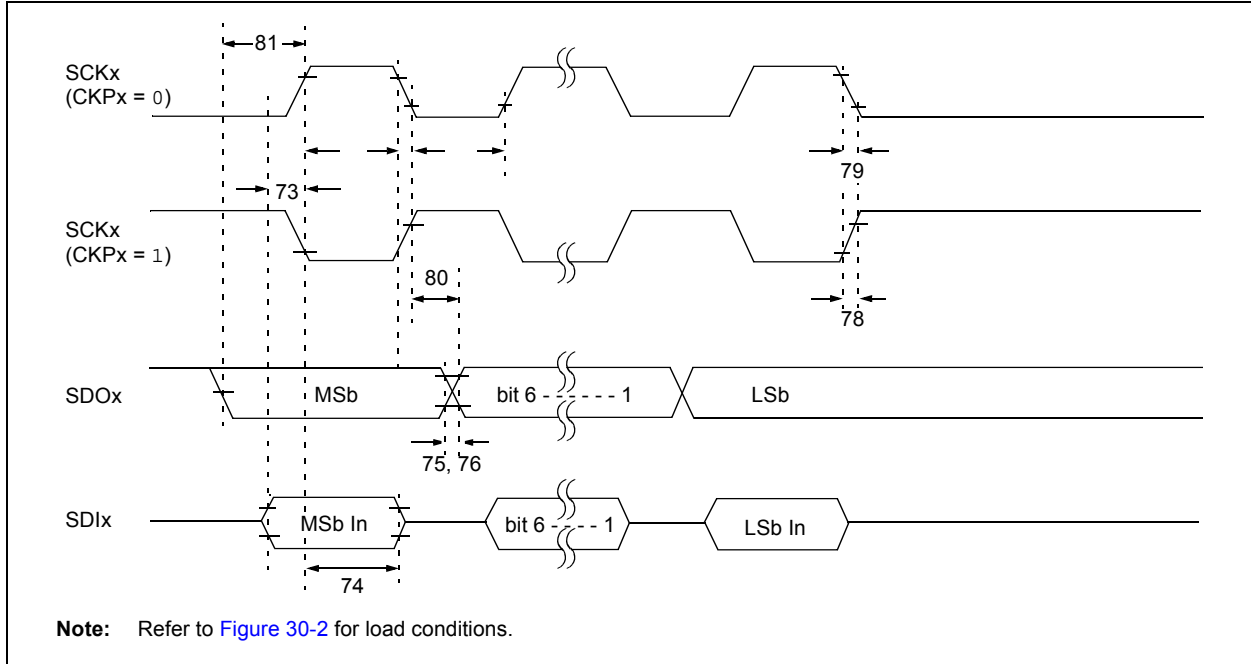 81
SCKx
(CKPx = 0)
79
73
SCKx
(CKPx = 1)
80
78
SDOx
MSb
bit 6 - - - - - - 1
LSb
75, 76
SDIx
MSb In
bit 6 - - - - 1
LSb In
74
Note: Refer to Figure 30-2 for load conditions.